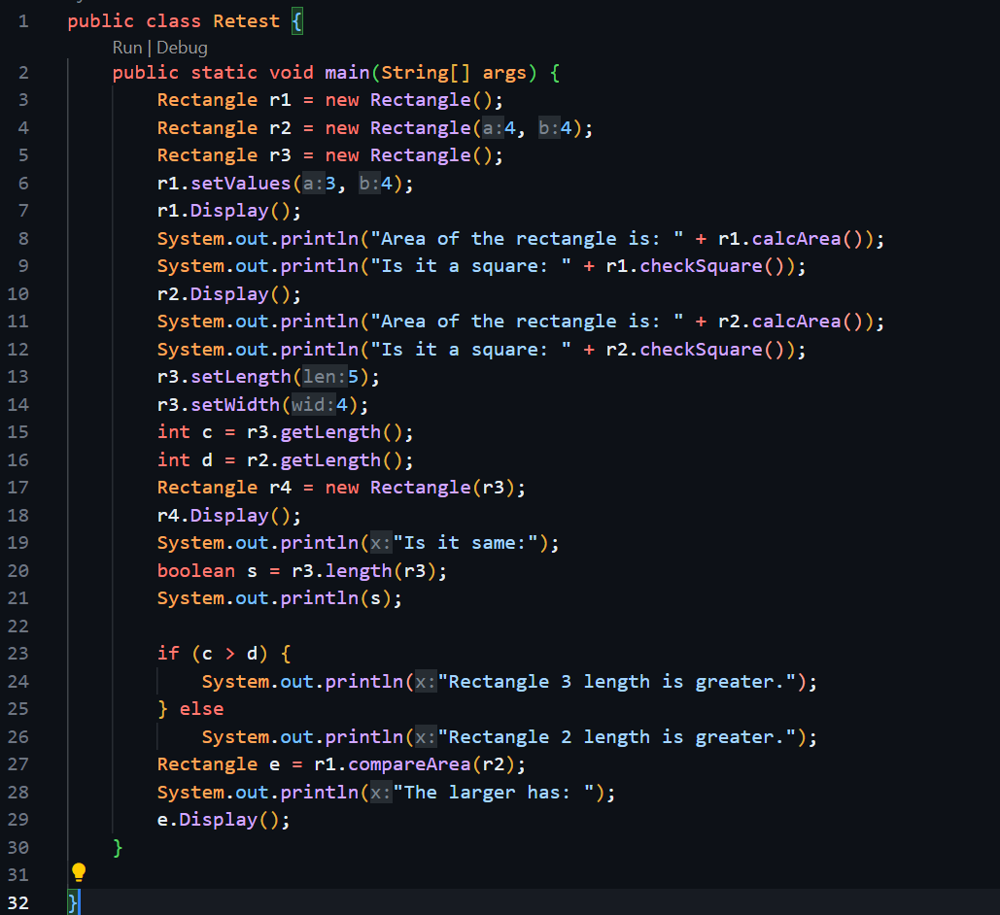 1 public class Retest {
Run | Debug
2 public static void main(String[] args) {
3 Rectangle r1 = new Rectangle();
4 Rectangle r2 = new Rectangle(a:4, b:4);
5 Rectangle r3 = new Rectangle();
6 r1.setValues(a:3, b:4);
7 r1.Display();
8 System.out.println("Area of the rectangle is: " + r1.calcArea());
9 System.out.println("Is it a square: " + r1.checkSquare());
10 r2.Display();
11 System.out.println("Area of the rectangle is: " + r2.calcArea());
12 System.out.println("Is it a square: " + r2.checkSquare());
13 r3.setLength(len:5);
14 r3.setWidth(wid:4);
15 int c = r3.getLength();
16 int d = r2.getLength();
17 Rectangle r4 = new Rectangle(r3);
18 r4.Display();
19 System.out.println(x:"Is it same:");
20 boolean s = r3.length(r3);
21 System.out.println(s);
22
23 if (c > d) {
24 System.out.println(x:"Rectangle 3 length is greater.");
25 } else
26 System.out.println(x:"Rectangle 2 length is greater.");
27 Rectangle e = r1.compareArea(r2);
28 System.out.println(x:"The larger has: ");
29 e.Display();
30 }
31
32 }